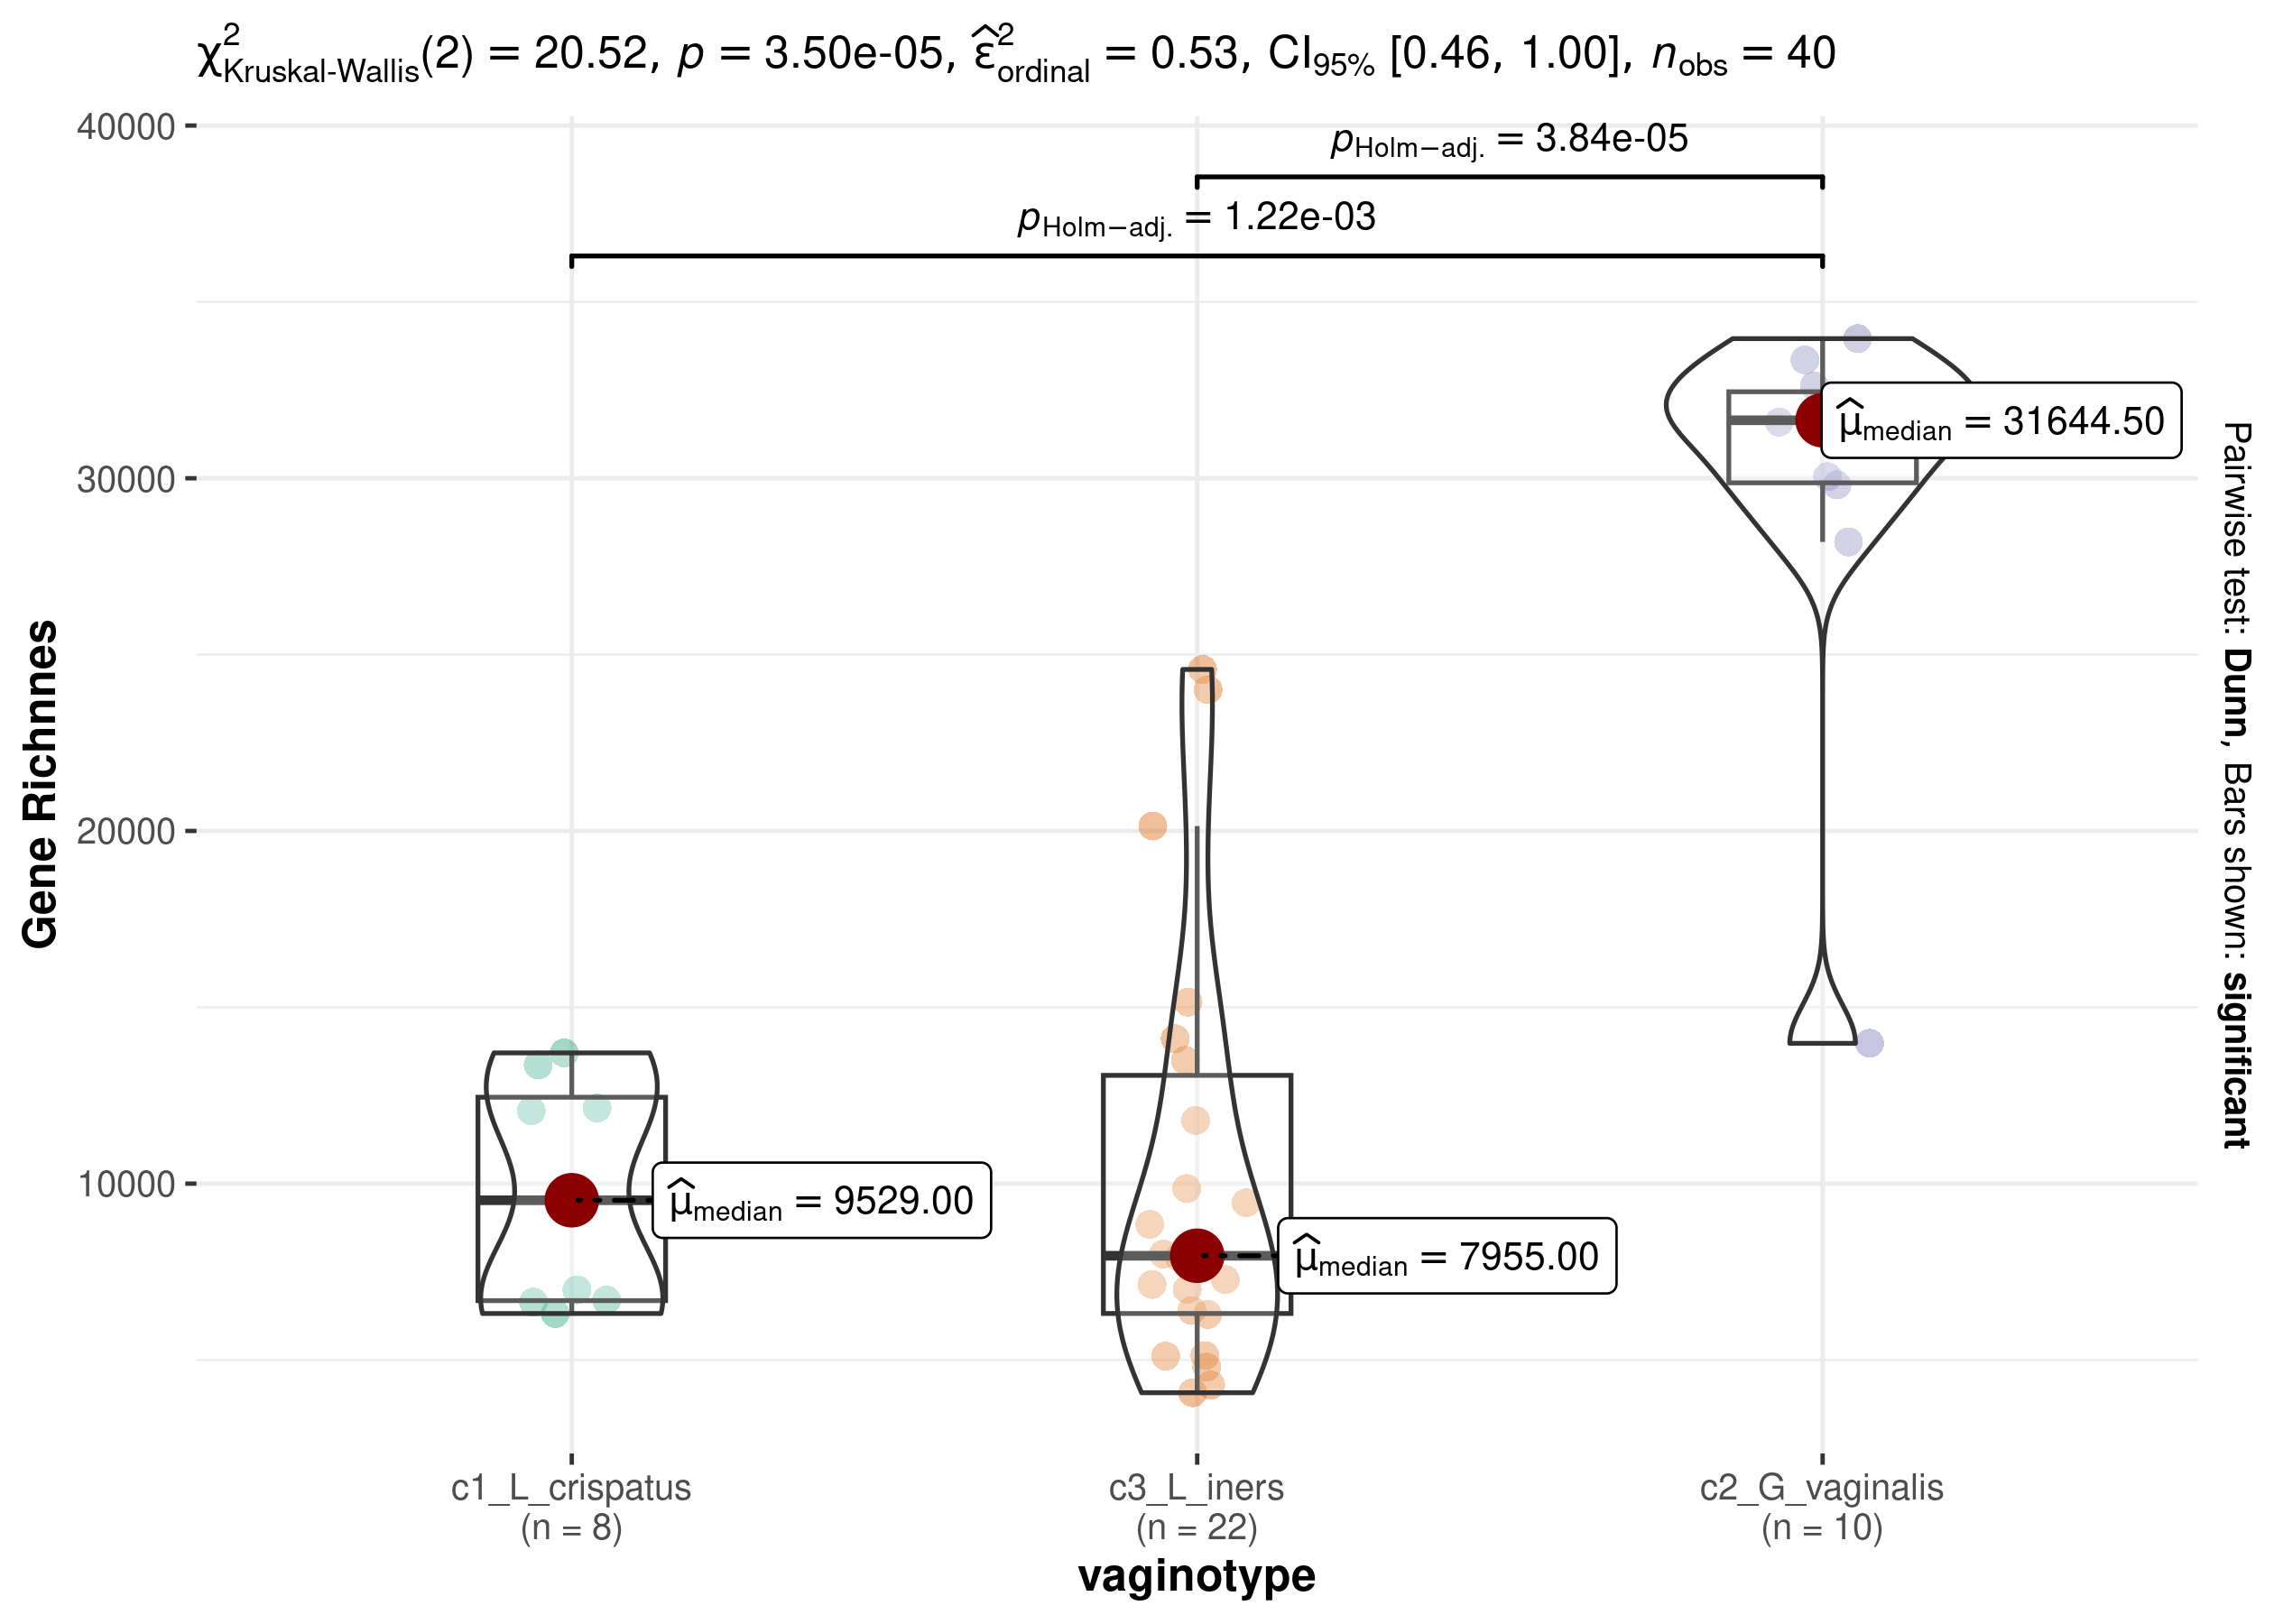 χ²Kruskal-Wallis(2) = 20.52, p = 3.50e-05, ε̂²ordinal = 0.53, CI95% [0.46, 1.00], nobs = 40
40000
pHolm−adj. = 3.84e-05
pHolm−adj. = 1.22e-03
μ̂median = 31644.50
30000
20000
10000
μ̂median = 9529.00
μ̂median = 7955.00
Gene Richnnes
Pairwise test: Dunn, Bars shown: significant
c1_L_crispatus
(n = 8)
c3_L_iners
(n = 22)
c2_G_vaginalis
(n = 10)
vaginotype